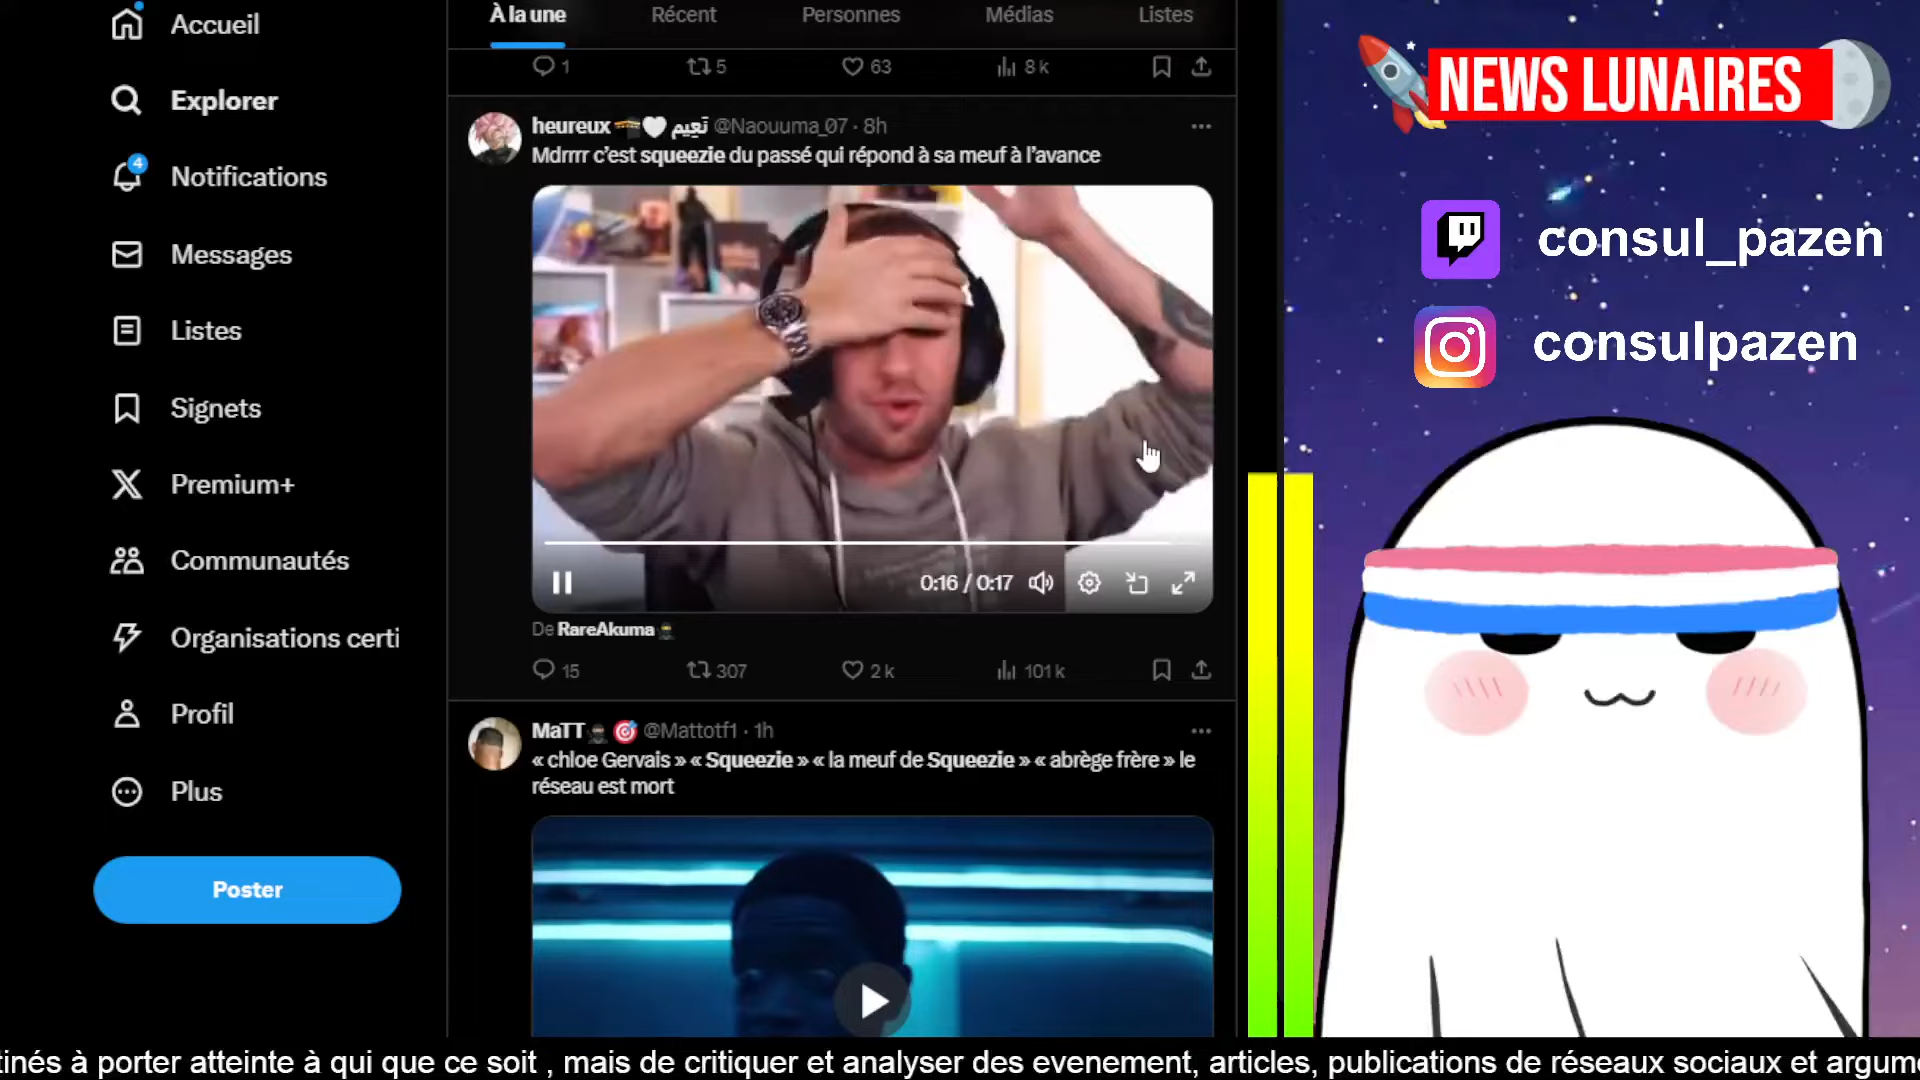 Accueil
Explorer
4
Notifications
Messages
Listes
Signets
Premium+
Communautés
Organisations certi
Profil
Plus
Poster
À la une
Récent
Personnes
Médias
Listes
1
5
63
8 k
heureux 🕋🤍 نَعِيم @Naouuma_07 · 8h
Mdrrrr c’est squeezie du passé qui répond à sa meuf à l’avance
0:16 / 0:17
De RareAkuma
15
307
2 k
101 k
MaTT @Mattotf1 · 1h
« chloe Gervais » « Squeezie » « la meuf de Squeezie » « abrège frère » le
réseau est mort
NEWS LUNAIRES
consul_pazen
consulpazen
tinés à porter atteinte à qui que ce soit , mais de critiquer et analyser des evenement, articles, publications de réseaux sociaux et argume